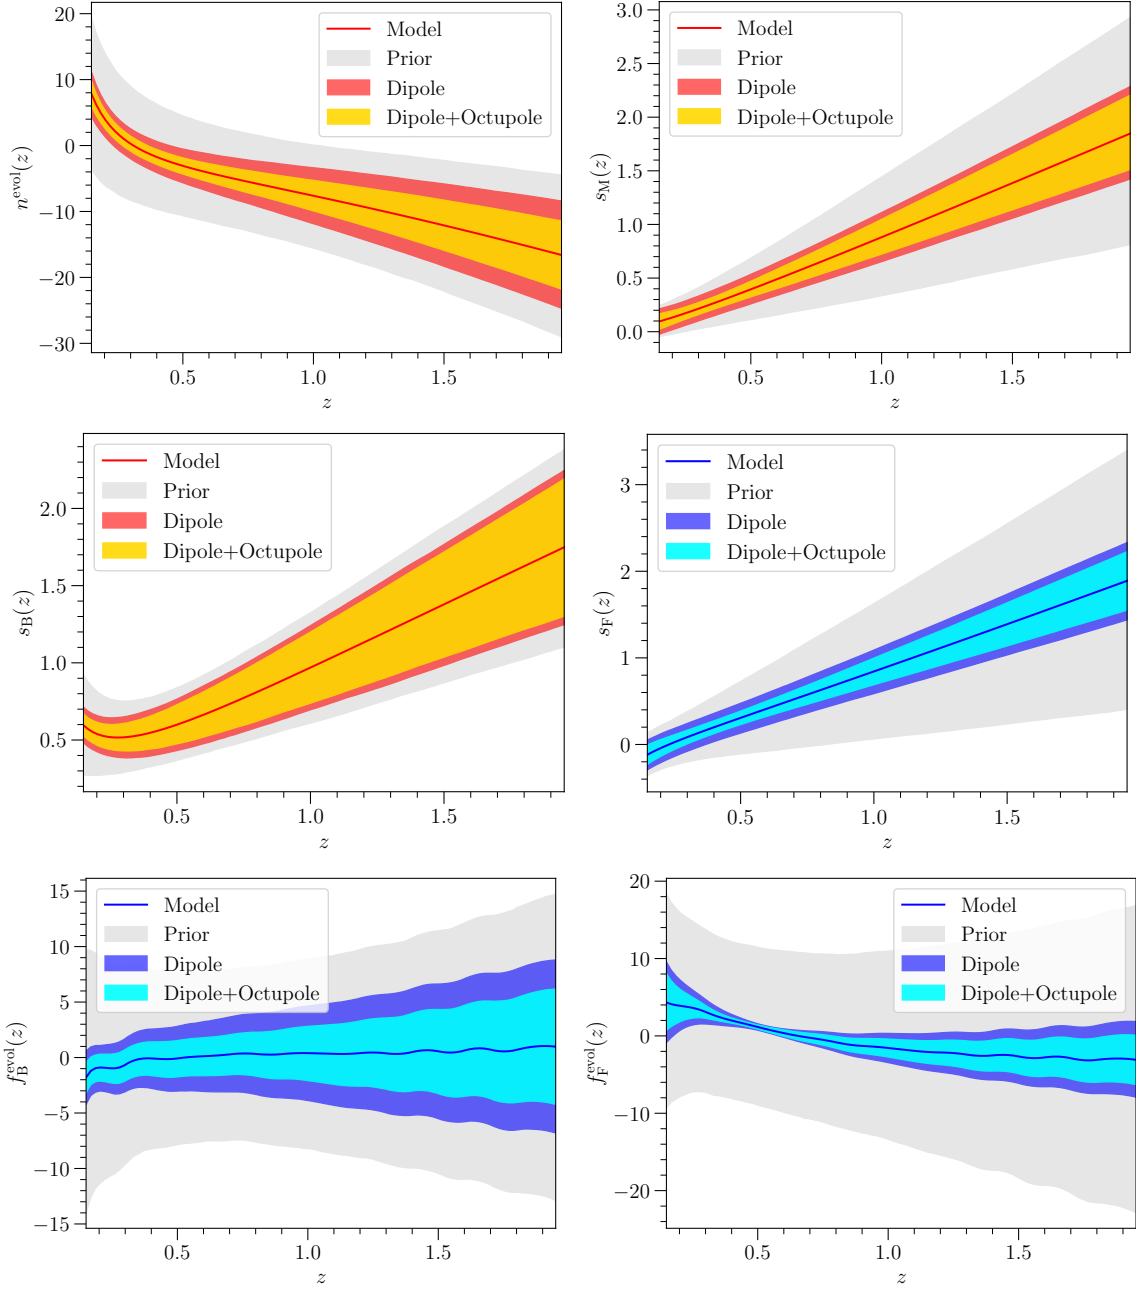 20
10
0
−10
−20
−30
n^evol(z)
Model
Prior
Dipole
Dipole+Octupole
0.5 1.0 1.5
z
3.0
2.5
2.0
1.5
1.0
0.5
0.0
s_M(z)
Model
Prior
Dipole
Dipole+Octupole
0.5 1.0 1.5
z
2.0
1.5
1.0
0.5
s_B(z)
Model
Prior
Dipole
Dipole+Octupole
0.5 1.0 1.5
z
3
2
1
0
s_F(z)
Model
Prior
Dipole
Dipole+Octupole
0.5 1.0 1.5
z
15
10
5
0
−5
−10
−15
f_B^evol(z)
Model
Prior
Dipole
Dipole+Octupole
0.5 1.0 1.5
z
20
10
0
−10
−20
f_F^evol(z)
Model
Prior
Dipole
Dipole+Octupole
0.5 1.0 1.5
z